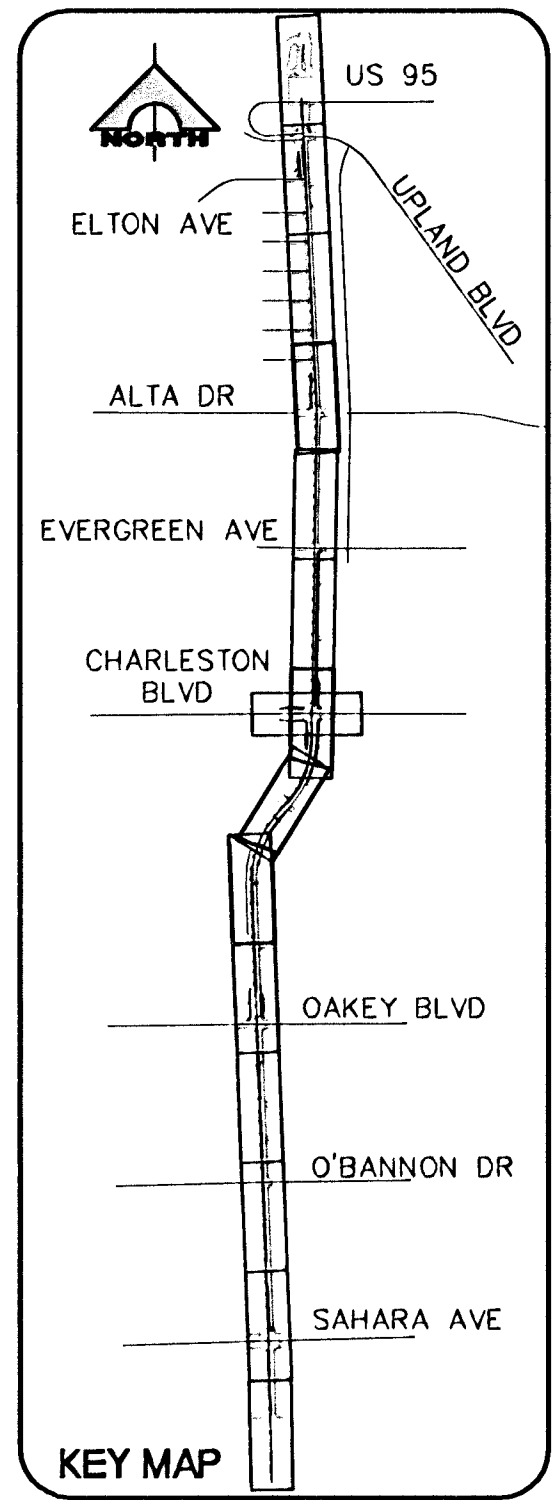 US 95
NORTH
ELTON AVE
UPLAND BLVD
ALTA DR
EVERGREEN AVE
CHARLESTON
BLVD
OAKEY BLVD
O'BANNON DR
SAHARA AVE
KEY MAP